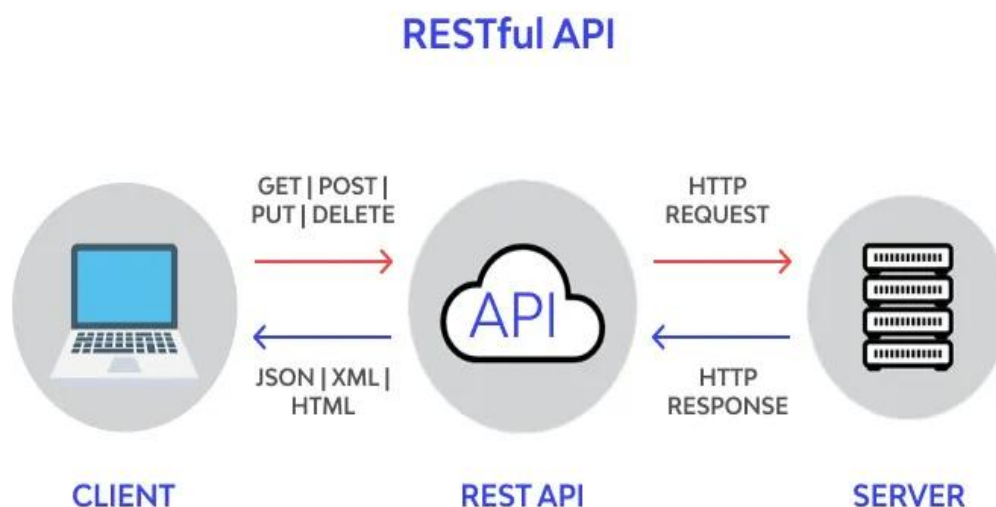 RESTful API
GET | POST |
PUT | DELETE
HTTP
REQUEST
API
JSON | XML |
HTML
HTTP
RESPONSE
CLIENT
REST API
SERVER